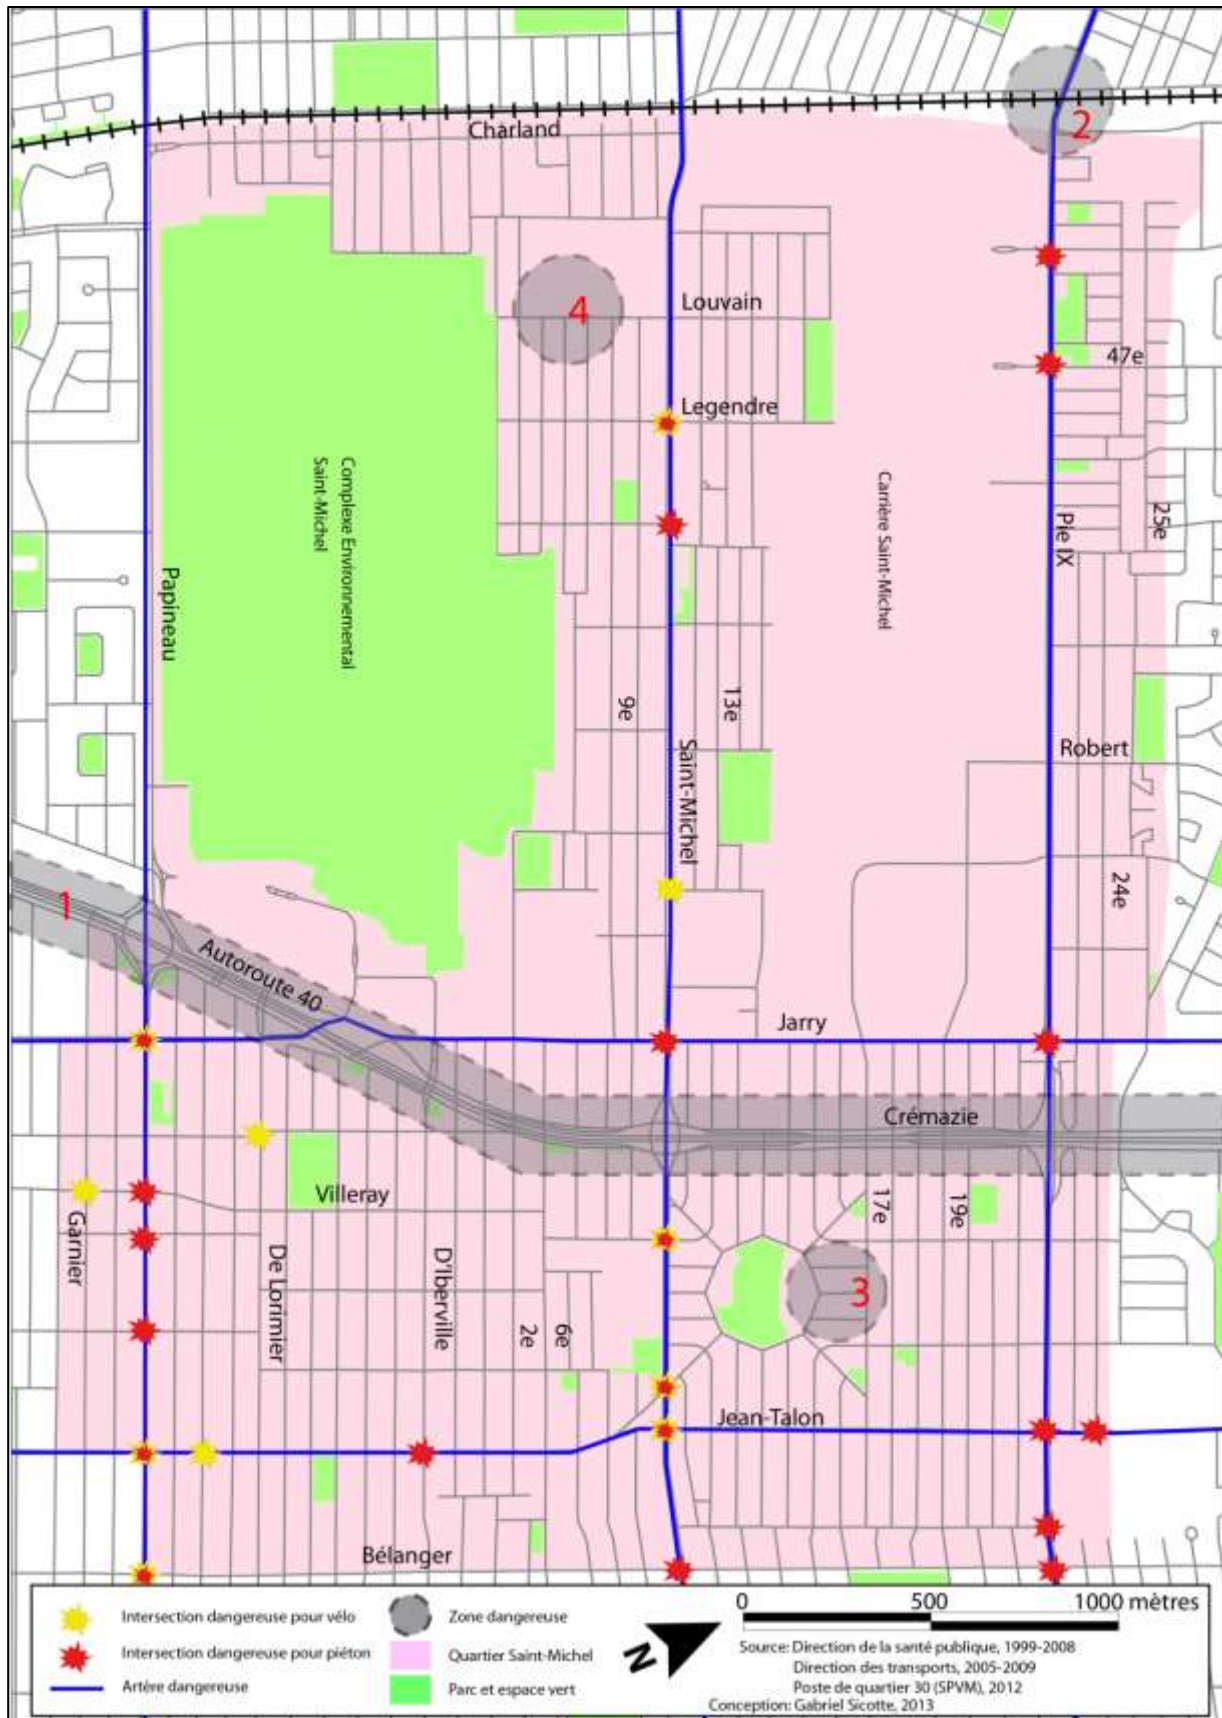 Charland
2
4
Louvain
47e
Legendre
Complexe Environnemental
Saint-Michel
Carrière Saint-Michel
25e
Pie IX
Papineau
9e
13e
Saint-Michel
Robert
24e
1
Autoroute 40
Jarry
Crémazie
Villeray
17e
19e
Garnier
De Lorimier
D'Iberville
2e
6e
3
Jean-Talon
Bélanger
Intersection dangereuse pour vélo
Intersection dangereuse pour piéton
Artère dangereuse
Zone dangereuse
Quartier Saint-Michel
Parc et espace vert
N
0 500 1000 mètres
Source: Direction de la santé publique, 1999-2008
Direction des transports, 2005-2009
Poste de quartier 30 (SPVM), 2012
Conception: Gabriel Sicotte, 2013